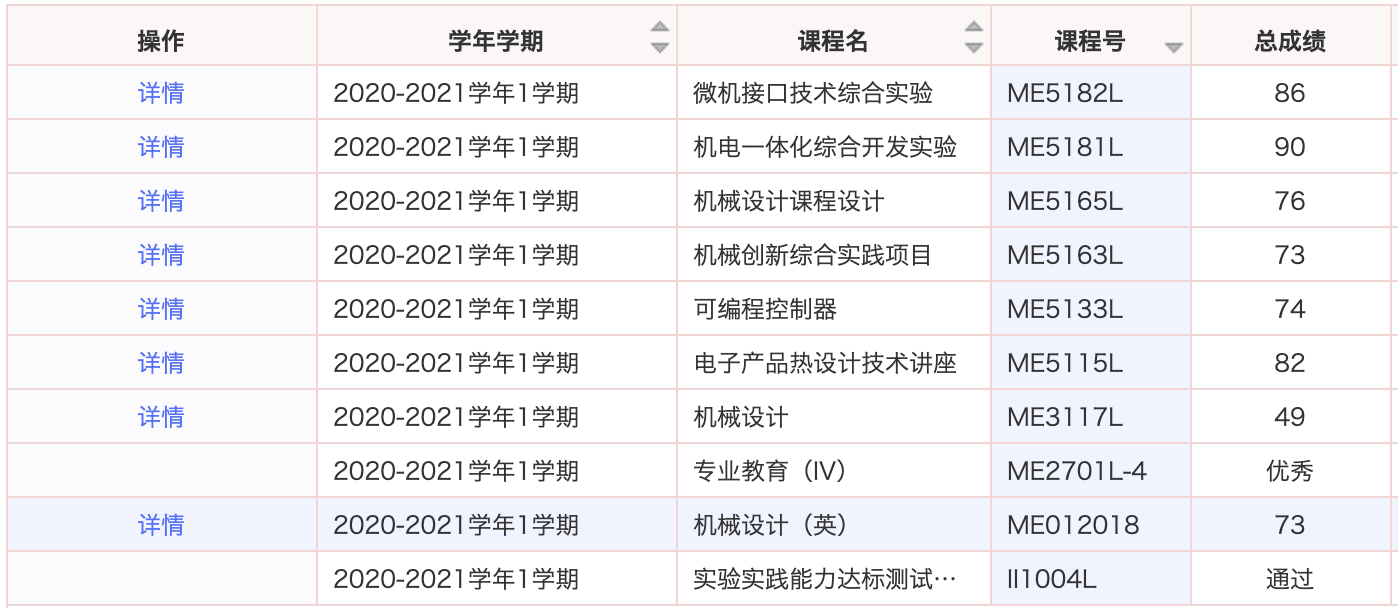 操作 学年学期 课程名 课程号 总成绩
详情 2020-2021学年1学期 微机接口技术综合实验 ME5182L 86
详情 2020-2021学年1学期 机电一体化综合开发实验 ME5181L 90
详情 2020-2021学年1学期 机械设计课程设计 ME5165L 76
详情 2020-2021学年1学期 机械创新综合实践项目 ME5163L 73
详情 2020-2021学年1学期 可编程控制器 ME5133L 74
详情 2020-2021学年1学期 电子产品热设计技术讲座 ME5115L 82
详情 2020-2021学年1学期 机械设计 ME3117L 49
2020-2021学年1学期 专业教育（IV） ME2701L-4 优秀
详情 2020-2021学年1学期 机械设计（英） ME012018 73
2020-2021学年1学期 实验实践能力达标测试… II1004L 通过